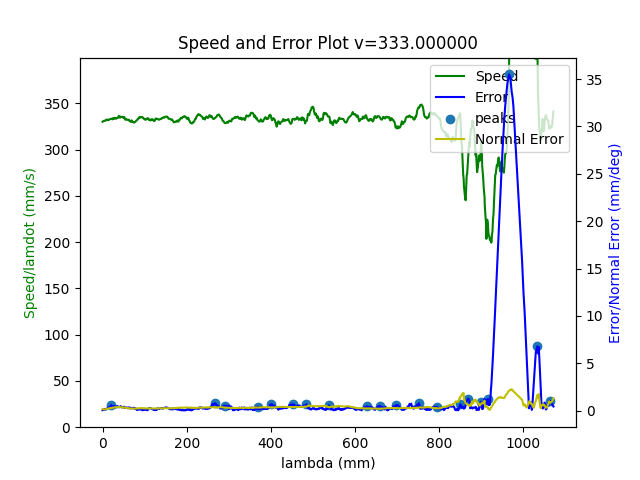 Speed and Error Plot v=333.000000
Speed
Error
peaks
Normal Error
350
300
250
200
150
100
50
0
Speed/lamdot (mm/s)
35
30
25
20
15
10
5
0
Error/Normal Error (mm/deg)
0 200 400 600 800 1000
lambda (mm)